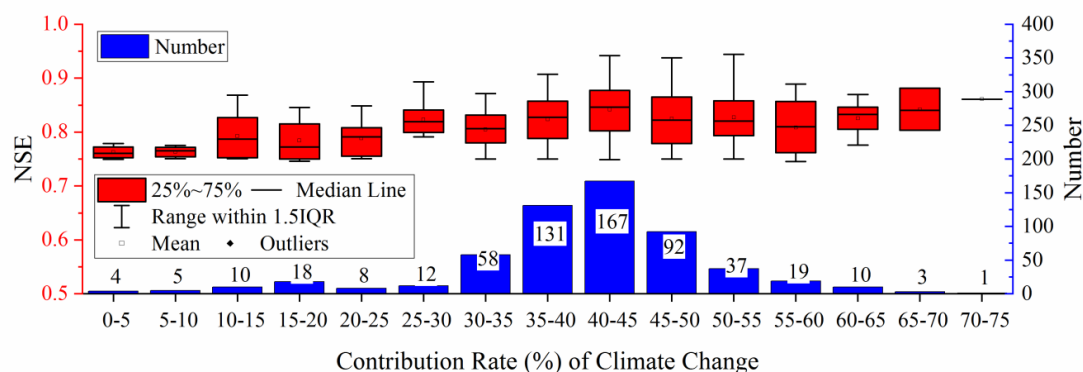 1.0
0.9
0.8
0.7
0.6
0.5
NSE
Number
25%~75% Median Line
Range within 1.5IQR
Mean Outliers
4 5 10 18 8 12 58 131 167 92 37 19 10 3 1
0-5 5-10 10-15 15-20 20-25 25-30 30-35 35-40 40-45 45-50 50-55 55-60 60-65 65-70 70-75
Contribution Rate (%) of Climate Change
400
350
300
250
200
150
100
50
0
Number